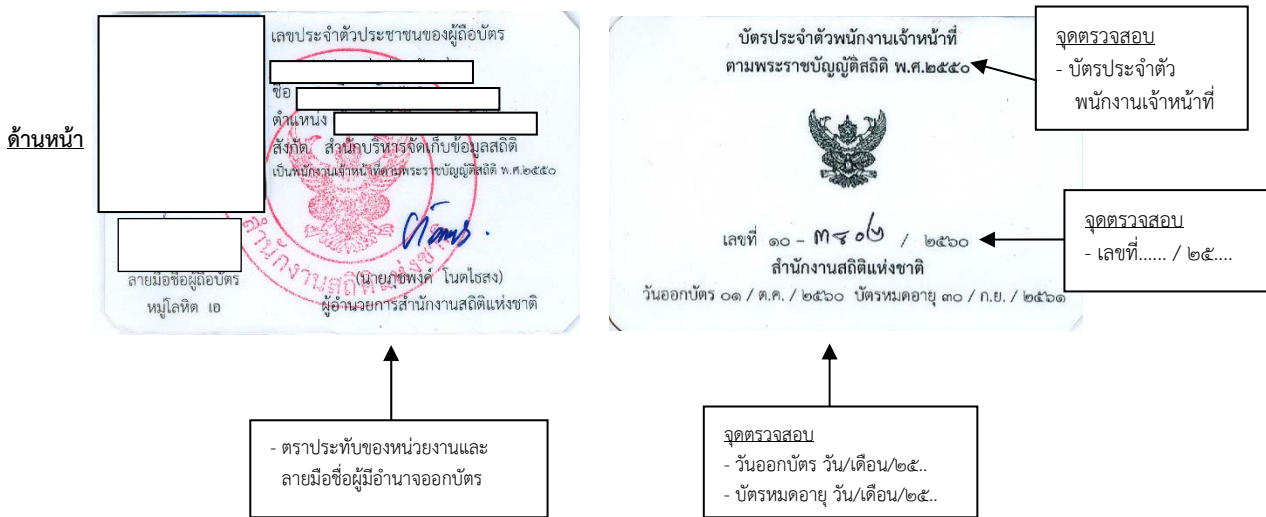 ด้านหน้า
เลขประจำตัวประชาชนของผู้ถือบัตร
ชื่อ
ตำแหน่ง
สังกัด สำนักบริหารจัดเก็บข้อมูลสถิติ
เป็นพนักงานเจ้าหน้าที่ตามพระราชบัญญัติสถิติ พ.ศ.๒๕๕๐
สำนักงานสถิติแห่งชาติ
ลายมือชื่อผู้ถือบัตร
หมู่โลหิต เอ
(นายภุชพงค์ โนดไธสง)
ผู้อำนวยการสำนักงานสถิติแห่งชาติ
บัตรประจำตัวพนักงานเจ้าหน้าที่
ตามพระราชบัญญัติสถิติ พ.ศ.๒๕๕๐
เลขที่ ๑๐ - ๓๘๐๒ / ๒๕๖๐
สำนักงานสถิติแห่งชาติ
วันออกบัตร ๐๑ / ต.ค. / ๒๕๖๐ บัตรหมดอายุ ๓๐ / ก.ย. / ๒๕๖๑
จุดตรวจสอบ
- บัตรประจำตัว
พนักงานเจ้าหน้าที่
จุดตรวจสอบ
- เลขที่...... / ๒๕....
- ตราประทับของหน่วยงานและ
ลายมือชื่อผู้มีอำนาจออกบัตร
จุดตรวจสอบ
- วันออกบัตร วัน/เดือน/๒๕..
- บัตรหมดอายุ วัน/เดือน/๒๕..